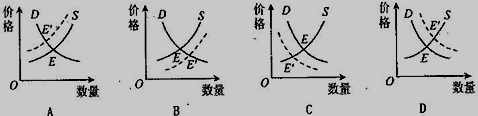 价格 D E' S E O 数量 A
价格 D S E E' O 数量 B
价格 D S E E' O 数量 C
价格 D E' S E O 数量 D